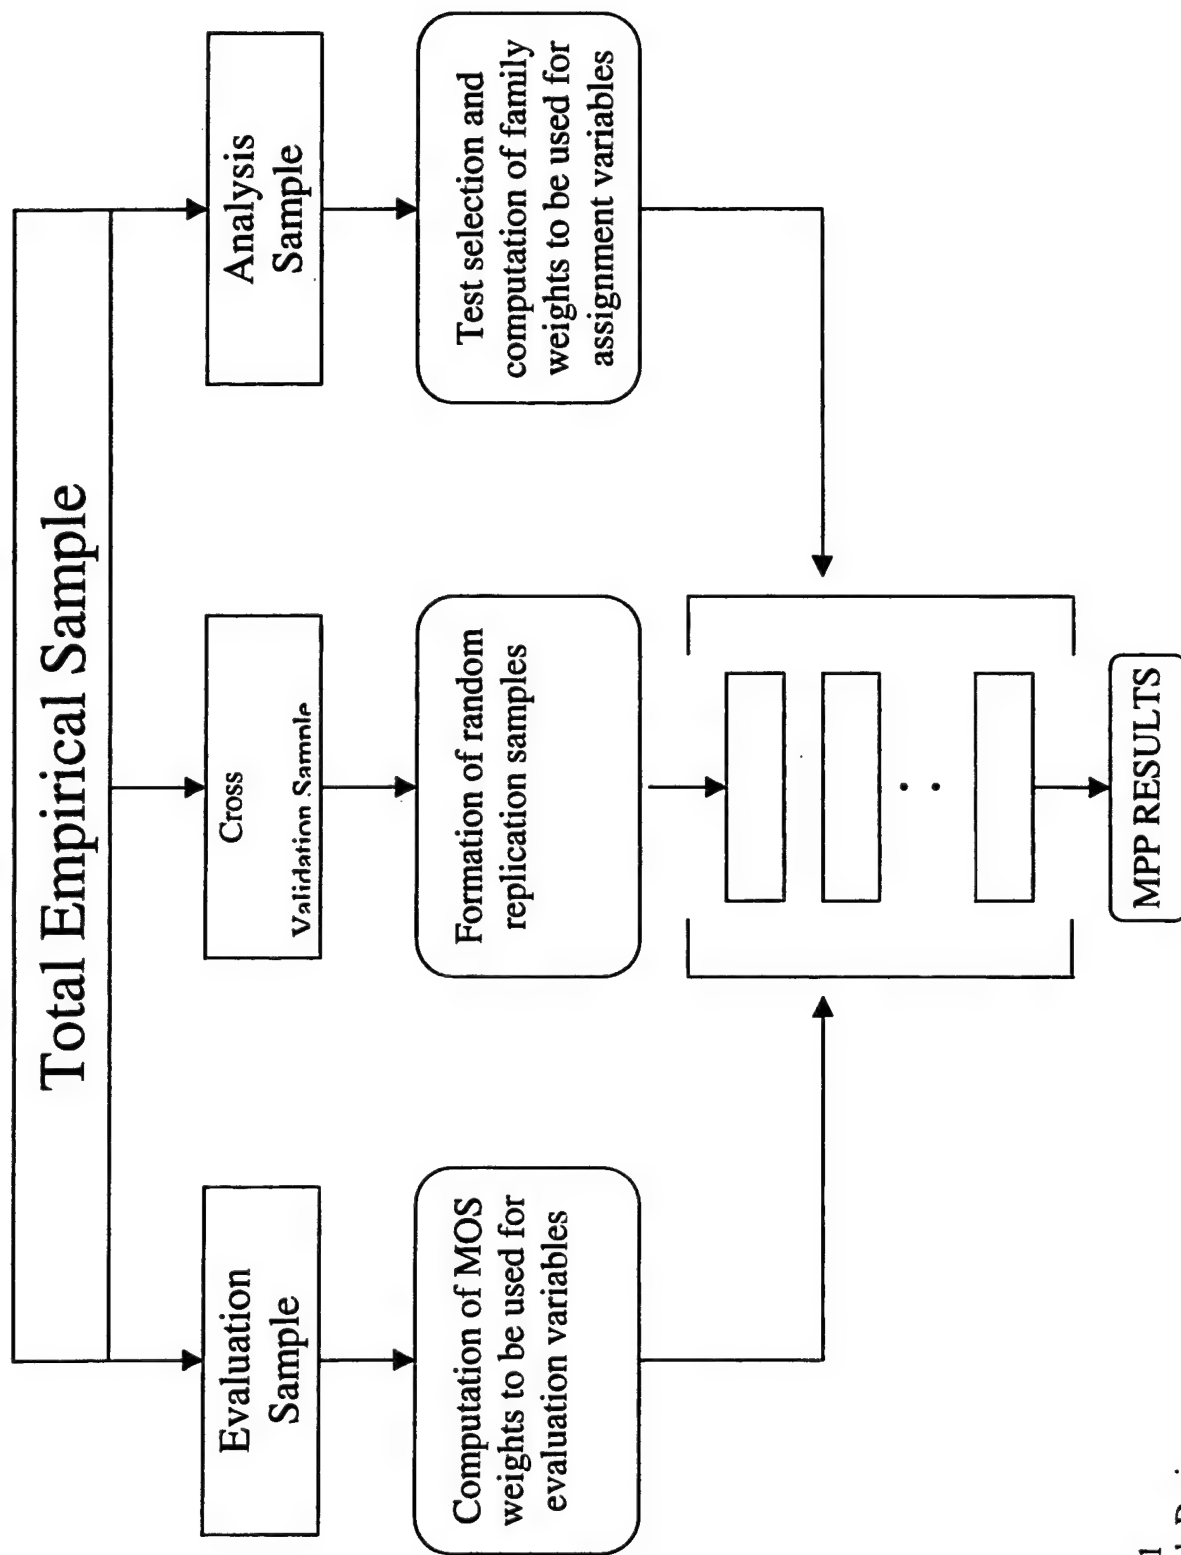 Total Empirical Sample
Evaluation
Sample
Cross
Validation Sample
Analysis
Sample
Computation of MOS
weights to be used for
evaluation variables
Formation of random
replication samples
Test selection and
computation of family
weights to be used for
assignment variables
MPP RESULTS
1